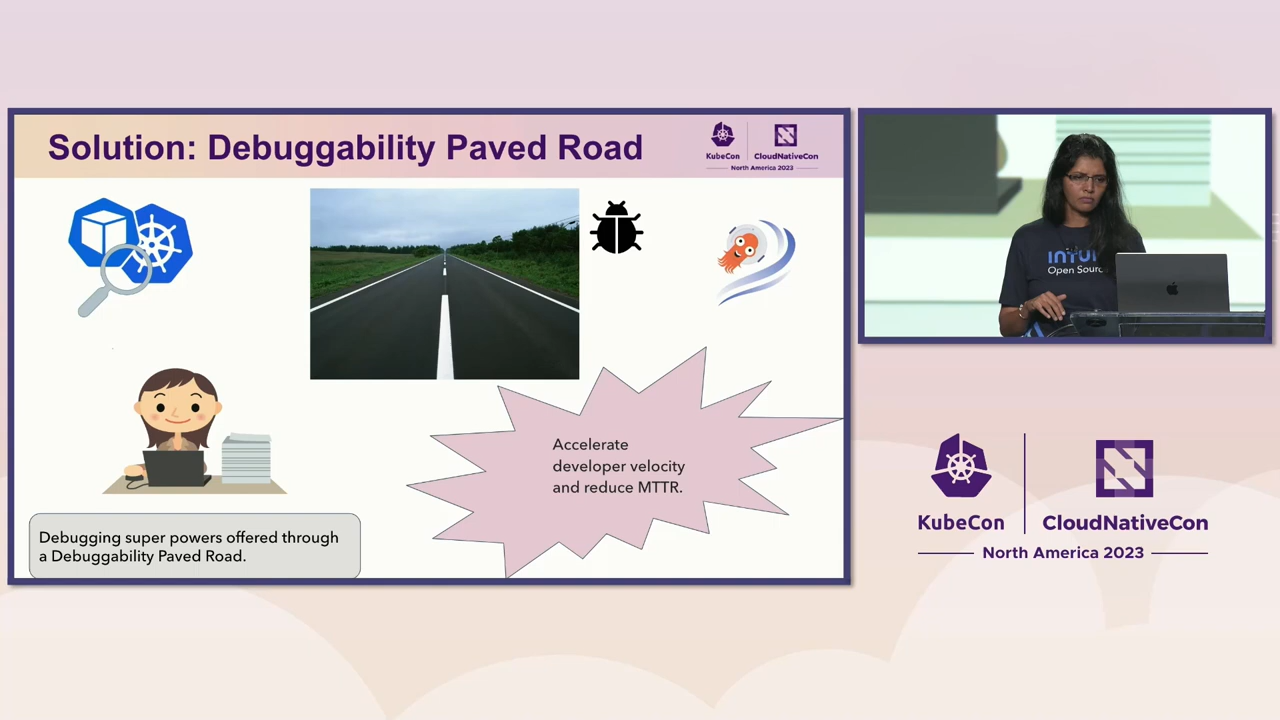 Solution: Debuggability Paved Road
KubeCon
CloudNativeCon
North America 2023
Accelerate
developer velocity
and reduce MTTR.
Debugging super powers offered through
a Debuggability Paved Road.
Open Source
KubeCon
CloudNativeCon
North America 2023